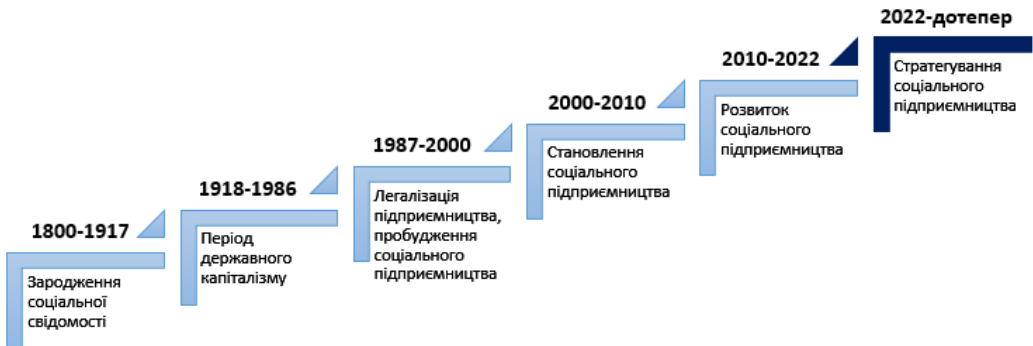 1800-1917
Зародження
соціальної
свідомості
1918-1986
Період
державного
капіталізму
1987-2000
Легалізація
підприємництва,
пробудження
соціального
підприємництва
2000-2010
Становлення
соціального
підприємництва
2010-2022
Розвиток
соціального
підприємництва
2022-дотепер
Стратегування
соціального
підприємництва